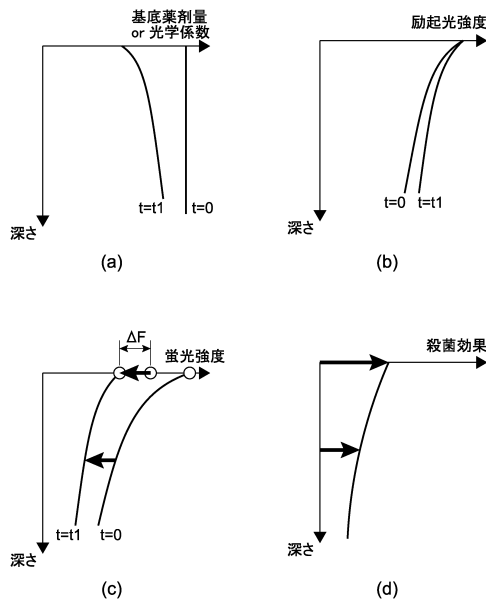 基底薬剤量
or 光学係数
t=t1
t=0
深さ
(a)
励起光強度
t=0
t=t1
深さ
(b)
ΔF
蛍光強度
t=t1
t=0
深さ
(c)
殺菌効果
深さ
(d)